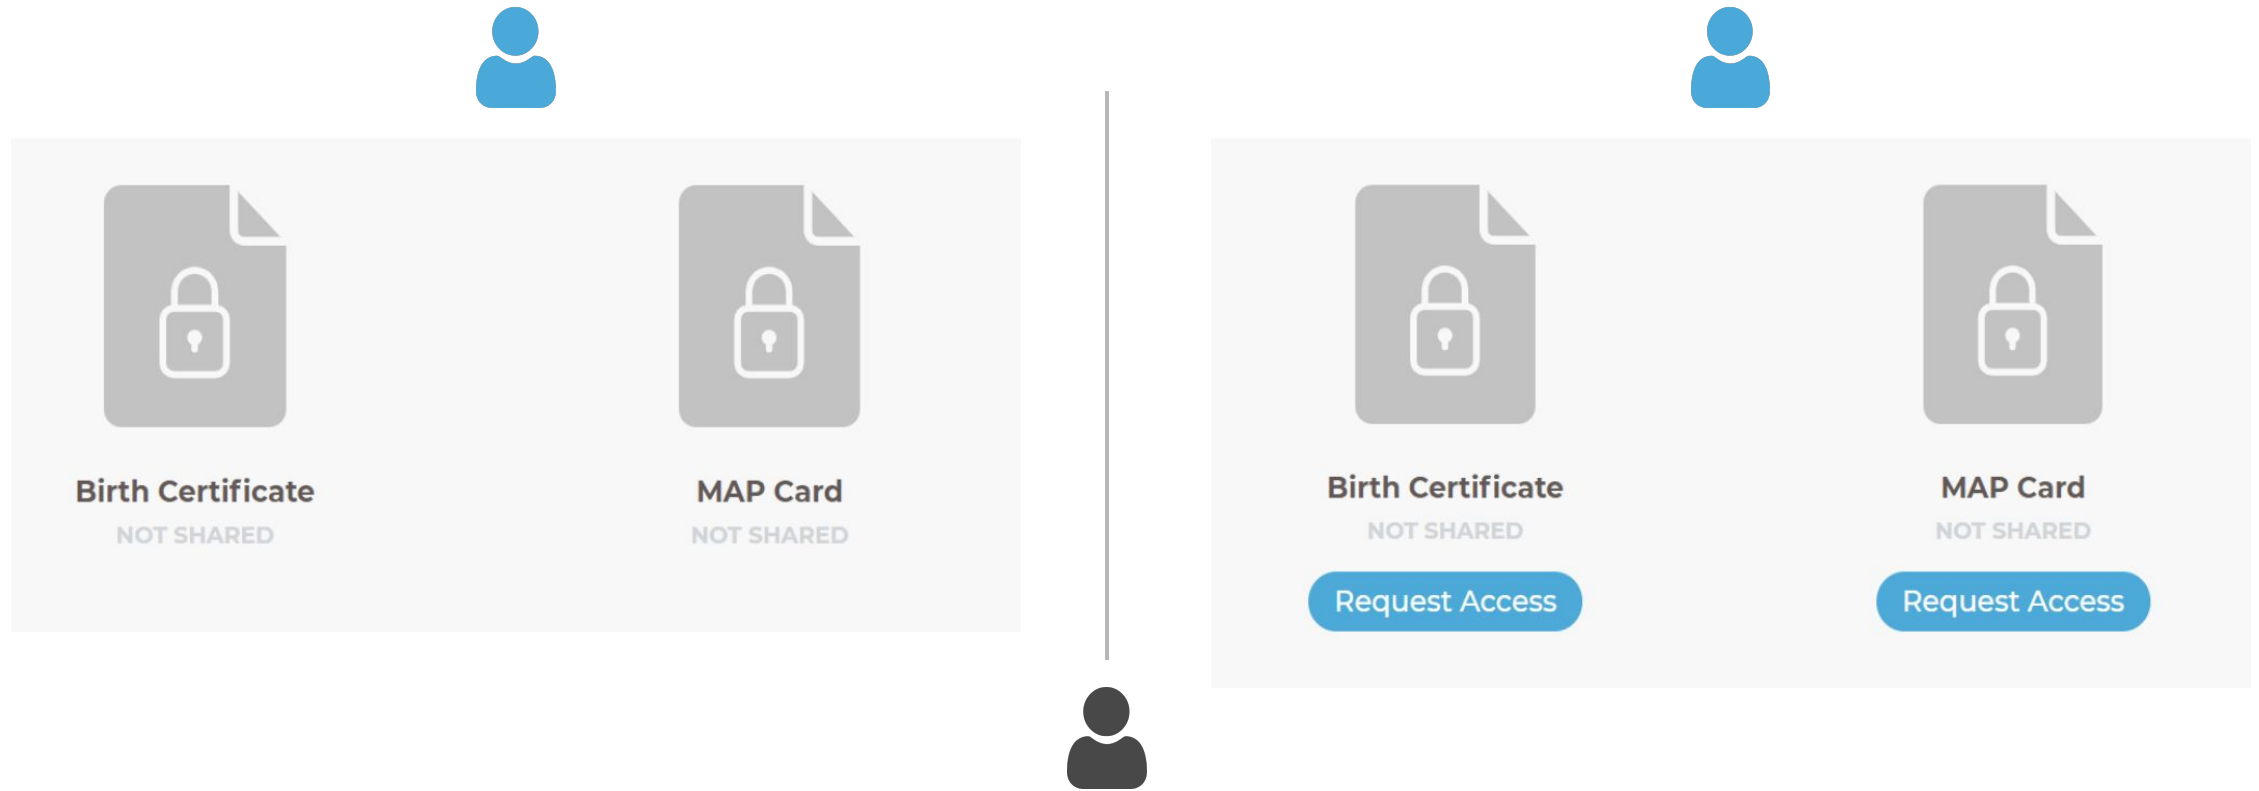 Birth Certificate
NOT SHARED
MAP Card
NOT SHARED
Birth Certificate
NOT SHARED
Request Access
MAP Card
NOT SHARED
Request Access